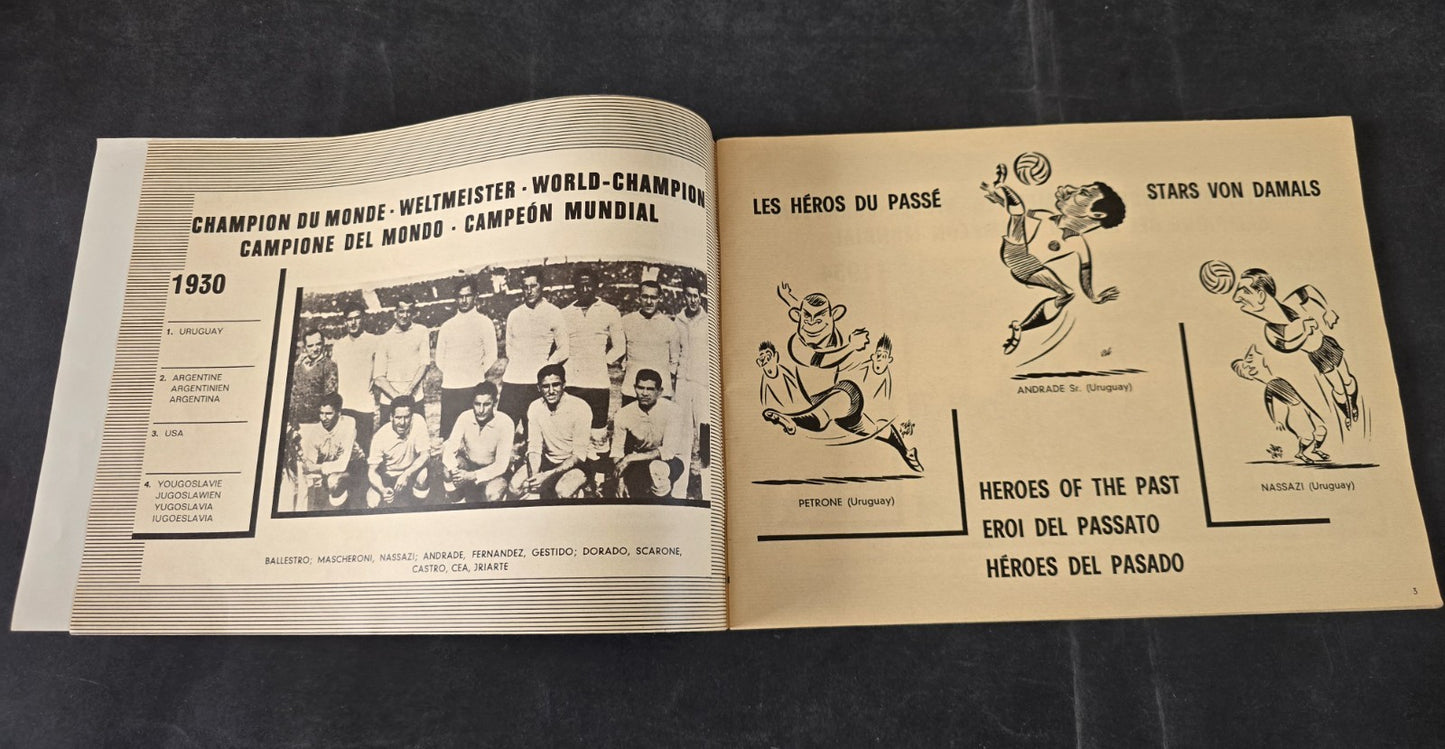 CHAMPION DU MONDE · WELTMEISTER · WORLD-CHAMPION
CAMPIONE DEL MONDO · CAMPEÓN MUNDIAL
1930
1. URUGUAY
2. ARGENTINE
ARGENTINIEN
ARGENTINA
3. USA
4. YOUGOSLAVIE
JUGOSLAWIEN
YUGOSLAVIA
IUGOESLAVIA
BALLESTRO; MASCHERONI, NASSAZI; ANDRADE, FERNANDEZ, GESTIDO; DORADO, SCARONE,
CASTRO, CEA, JRIARTE
LES HÉROS DU PASSÉ
STARS VON DAMALS
ANDRADE Sr. (Uruguay)
PETRONE (Uruguay)
NASSAZI (Uruguay)
HEROES OF THE PAST
EROI DEL PASSATO
HÉROES DEL PASADO
3